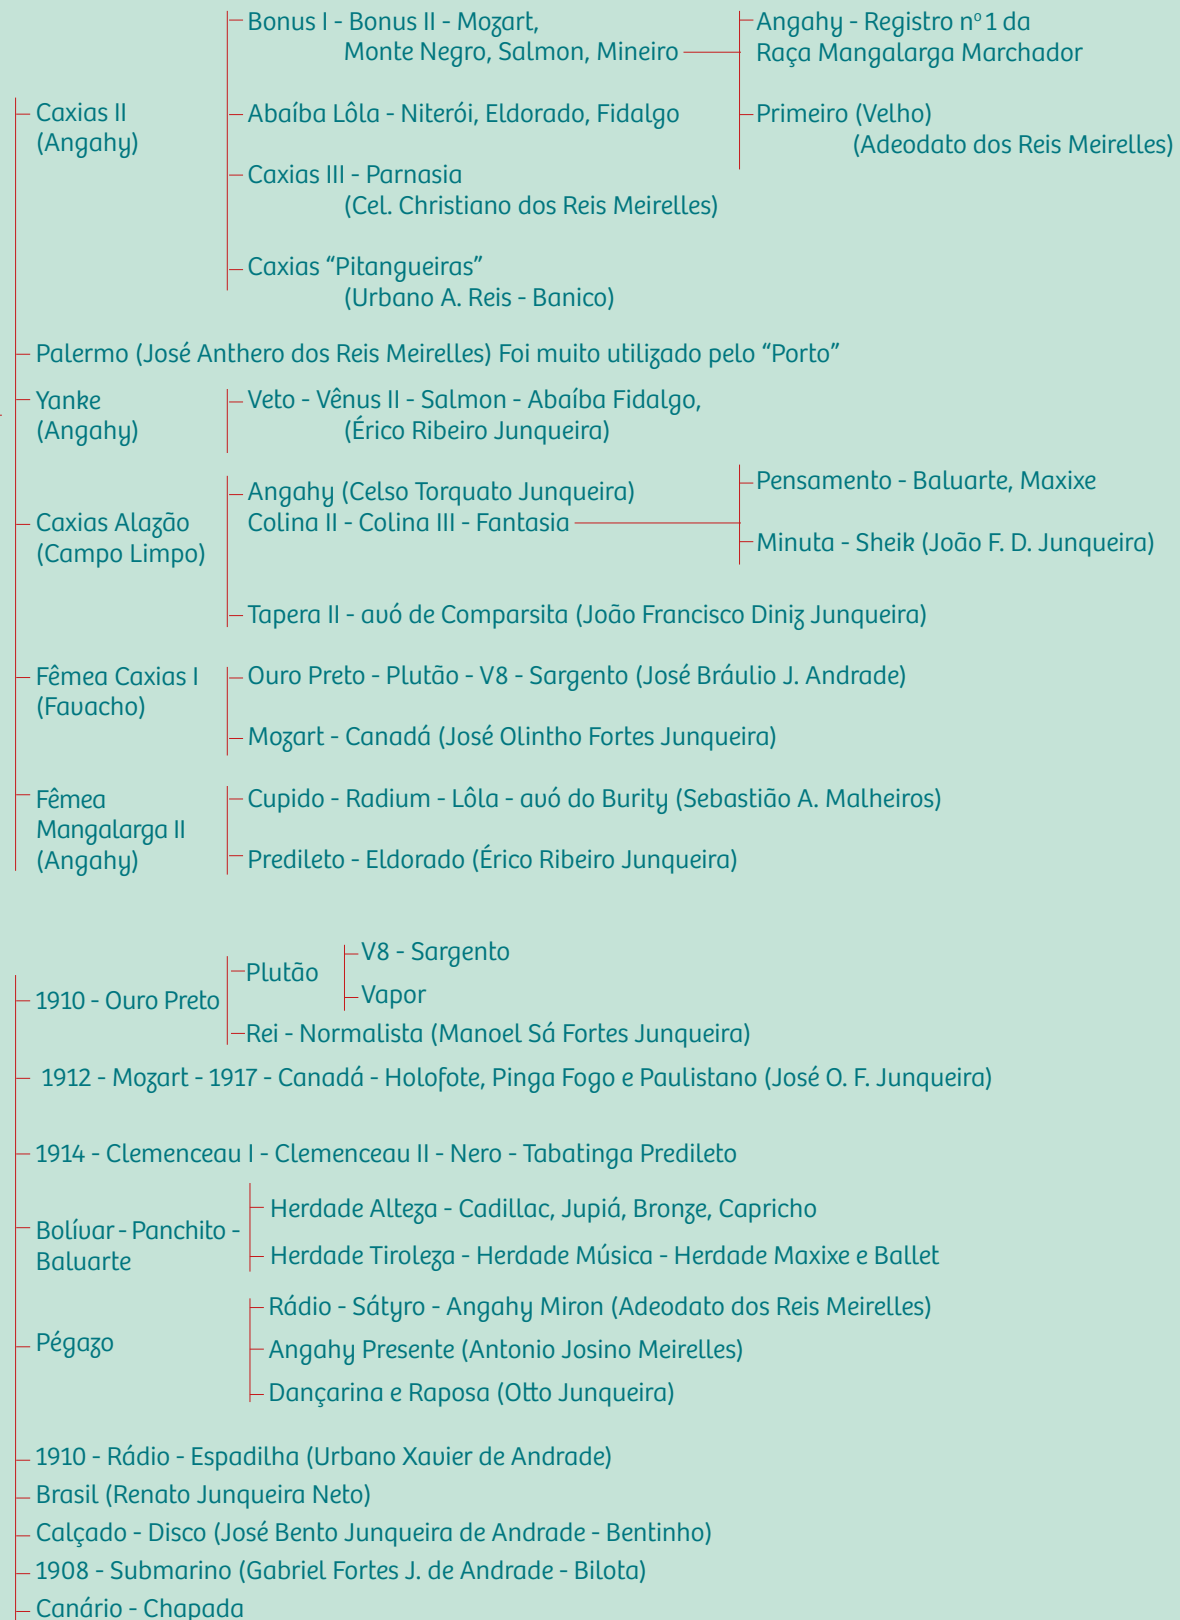 Bonus I - Bonus II - Mozart,
Monte Negro, Salmon, Mineiro
Angahy - Registro nº 1 da
Raça Mangalarga Marchador
Caxias II
(Angahy)
Abaíba Lôla - Niterói, Eldorado, Fidalgo
Primeiro (Velho)
(Adeodato dos Reis Meirelles)
Caxias III - Parnasia
(Cel. Christiano dos Reis Meirelles)
Caxias “Pitangueiras”
(Urbano A. Reis - Banico)
Palermo (José Anthero dos Reis Meirelles) Foi muito utilizado pelo “Porto”
Yanke
(Angahy)
Veto - Vênus II - Salmon - Abaíba Fidalgo,
(Érico Ribeiro Junqueira)
Caxias Alazão
(Campo Limpo)
Angahy (Celso Torquato Junqueira)
Colina II - Colina III - Fantasia
Pensamento - Baluarte, Maxixe
Minuta - Sheik (João F. D. Junqueira)
Tapera II - avó de Comparsita (João Francisco Diniz Junqueira)
Fêmea Caxias I
(Favacho)
Ouro Preto - Plutão - V8 - Sargento (José Bráulio J. Andrade)
Mozart - Canadá (José Olintho Fortes Junqueira)
Fêmea
Mangalarga II
(Angahy)
Cupido - Radium - Lôla - avó do Burity (Sebastião A. Malheiros)
Predileto - Eldorado (Érico Ribeiro Junqueira)
1910 - Ouro Preto
Plutão
V8 - Sargento
Vapor
Rei - Normalista (Manoel Sá Fortes Junqueira)
1912 - Mozart - 1917 - Canadá - Holofote, Pinga Fogo e Paulistano (José O. F. Junqueira)
1914 - Clemenceau I - Clemenceau II - Nero - Tabatinga Predileto
Bolívar - Panchito -
Baluarte
Herdade Alteza - Cadillac, Jupiá, Bronze, Capricho
Herdade Tiroleza - Herdade Música - Herdade Maxixe e Ballet
Pégazo
Rádio - Sátyro - Angahy Miron (Adeodato dos Reis Meirelles)
Angahy Presente (Antonio Josino Meirelles)
Dançarina e Raposa (Otto Junqueira)
1910 - Rádio - Espadilha (Urbano Xavier de Andrade)
Brasil (Renato Junqueira Neto)
Calçado - Disco (José Bento Junqueira de Andrade - Bentinho)
1908 - Submarino (Gabriel Fortes J. de Andrade - Bilota)
Canário - Chapada